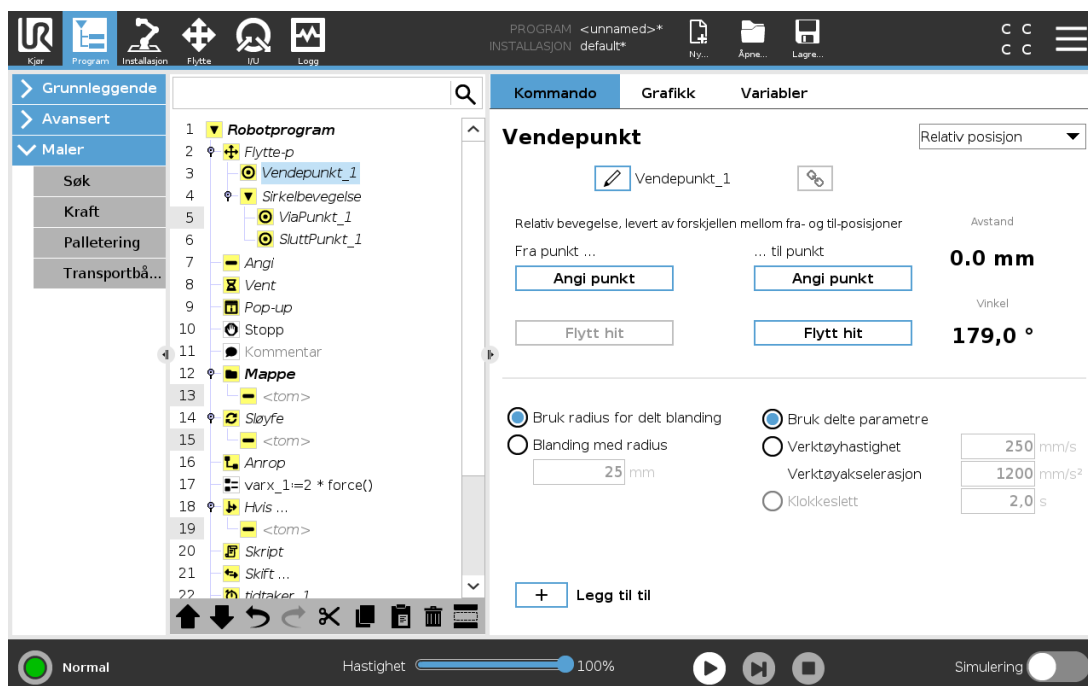 UR
PROGRAM <unnamed>*
INSTALLASJON default*
Kjør Program Installasjon Flytte I/U Logg
Ny... Åpne... Lagre...
C C
C C
Grunnleggende
Avansert
Maler
Søk
Kraft
Palletering
Transportbå...
1 Robotprogram
2 Flytte-p
3 Vendepunkt_1
4 Sirkelbevegelse
5 ViaPunkt_1
6 SluttPunkt_1
7 Angi
8 Vent
9 Pop-up
10 Stopp
11 Kommentar
12 Mappe
13 <tom>
14 Sløyfe
15 <tom>
16 Anrop
17 varx_1:=2 * force()
18 Hvis ...
19 <tom>
20 Skript
21 Skift ...
22 tidtaker_1
Kommando Grafikk Variabler
Vendepunkt
Relativ posisjon
Vendepunkt_1
Relativ bevegelse, levert av forskjellen mellom fra- og til-posisjoner
Fra punkt ... ... til punkt
Angi punkt Angi punkt
Flytt hit Flytt hit
Avstand
0.0 mm
Vinkel
179,0 °
Bruk radius for delt blanding
Blanding med radius
25 mm
Bruk delte parametre
Verktøyhastighet 250 mm/s
Verktøyakselerasjon 1200 mm/s²
Klokkeslett 2,0 s
+ Legg til til
Normal
Hastighet 100%
Simulering